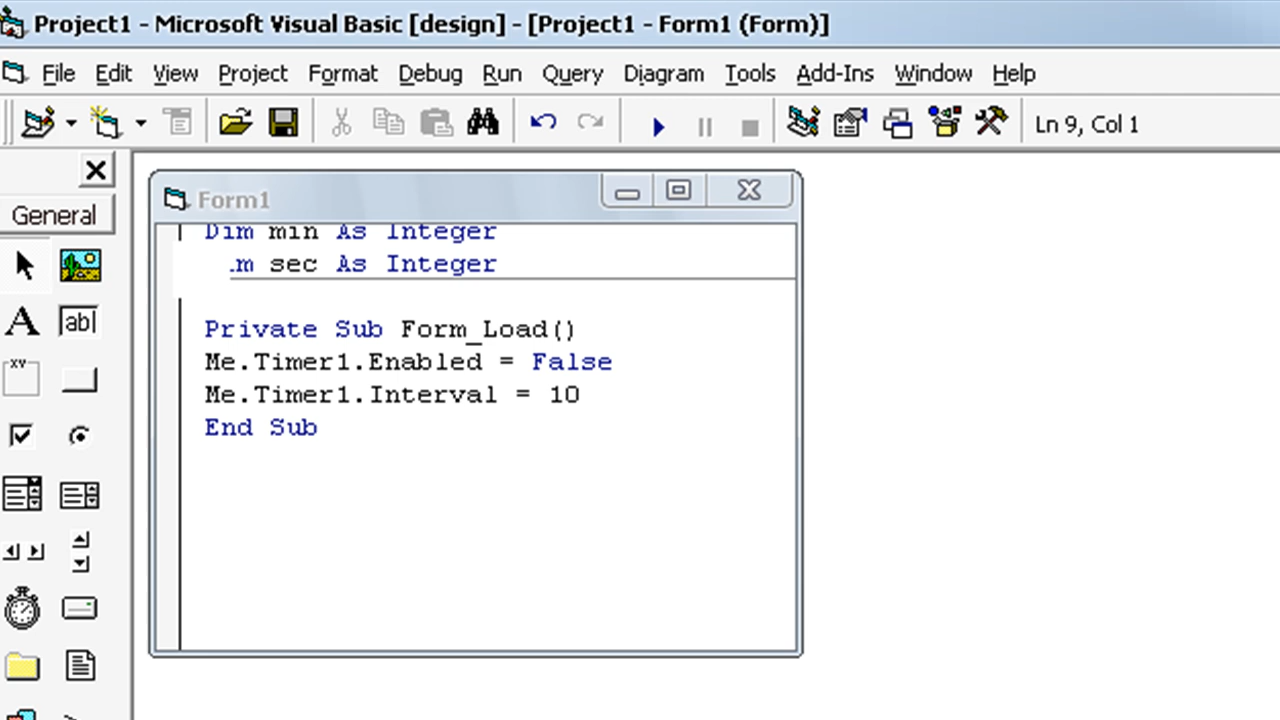 Project1 - Microsoft Visual Basic [design] - [Project1 - Form1 (Form)]
File Edit View Project Format Debug Run Query Diagram Tools Add-Ins Window Help
Ln 9, Col 1
General
A
ab
XY
Form1
Dim min As Integer
.m sec As Integer
Private Sub Form_Load()
Me.Timer1.Enabled = False
Me.Timer1.Interval = 10
End Sub